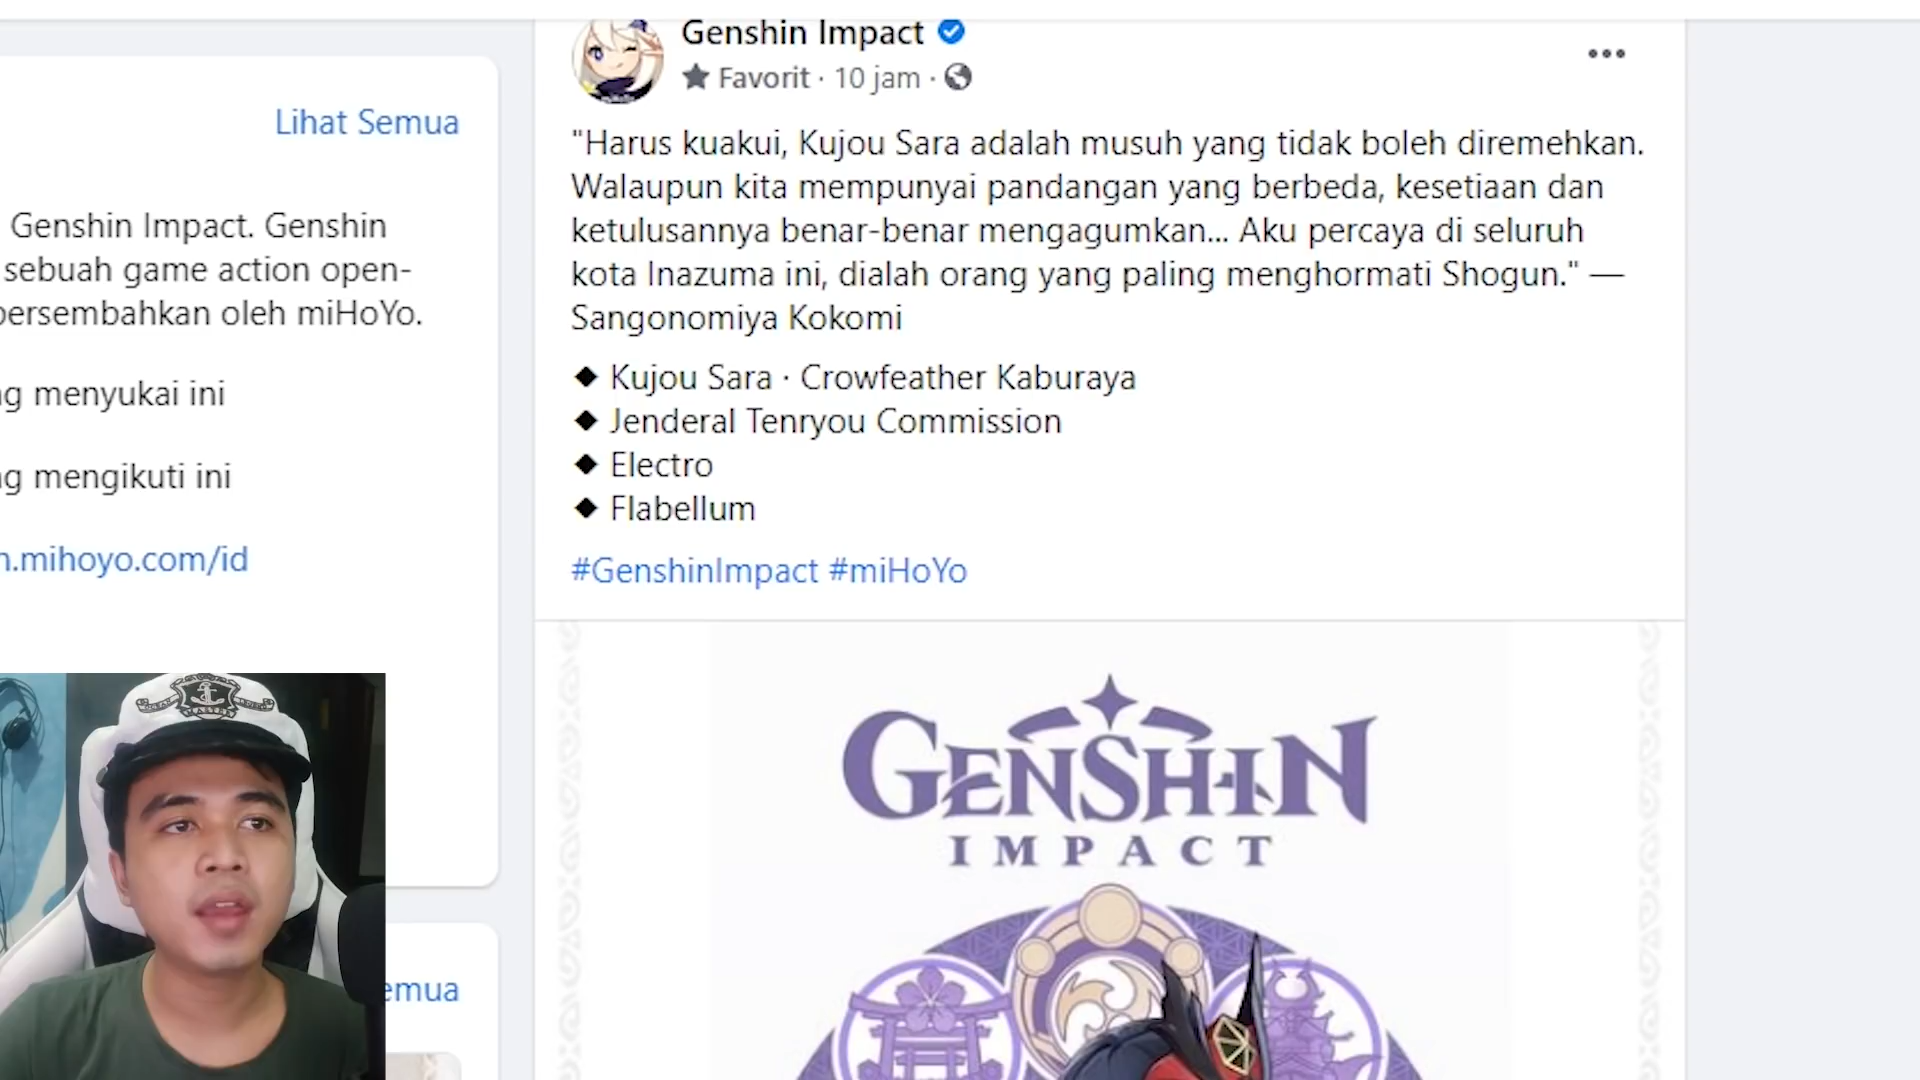 Lihat Semua
Genshin Impact. Genshin
sebuah game action open-
persembahkan oleh miHoYo.
menyukai ini
mengikuti ini
.mihoyo.com/id
Genshin Impact
Favorit · 10 jam ·
"Harus kuakui, Kujou Sara adalah musuh yang tidak boleh diremehkan.
Walaupun kita mempunyai pandangan yang berbeda, kesetiaan dan
ketulusannya benar-benar mengagumkan... Aku percaya di seluruh
kota Inazuma ini, dialah orang yang paling menghormati Shogun." —
Sangonomiya Kokomi
◆ Kujou Sara · Crowfeather Kaburaya
◆ Jenderal Tenryou Commission
◆ Electro
◆ Flabellum
#GenshinImpact #miHoYo
GENSHIN
IMPACT
MASTER
emua